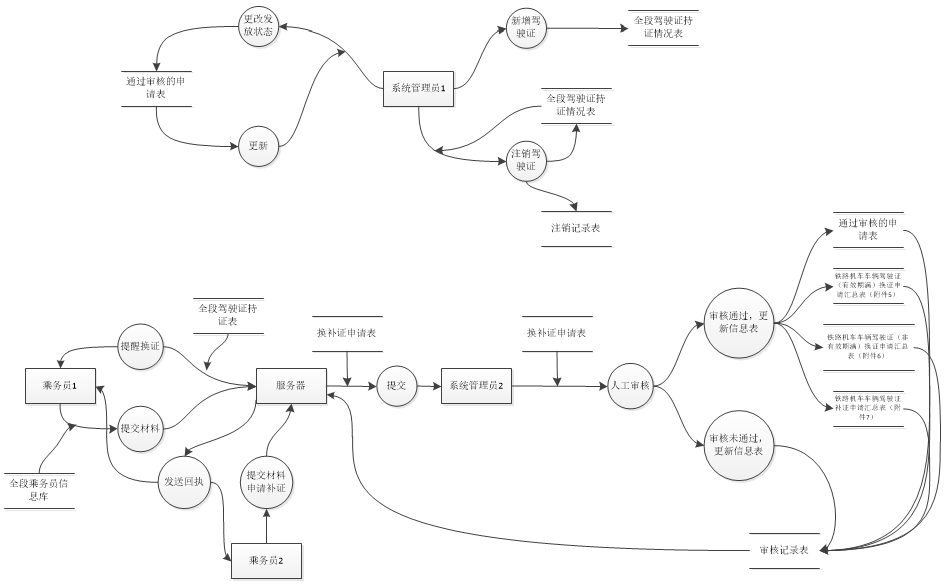 更改发
放状态
新增驾
驶证
全段驾驶证持
证情况表
通过审核的申
请表
系统管理员1
全段驾驶证持
证情况表
更新
注销驾
驶证
注销记录表
通过审核的申
请表
铁路机车车辆驾驶证
（有效期满）换证申
请汇总表（附件5）
全段驾驶证持
证表
换补证申请表
换补证申请表
审核通过，更
新信息表
提醒换证
铁路机车车辆驾驶证（非
有效期满）换证申请汇总
表（附件6）
乘务员1
服务器
提交
系统管理员2
人工审核
铁路机车车辆驾驶证
补证申请汇总表（附
件7）
提交材料
审核未通过，
更新信息表
全段乘务员信
息库
发送回执
提交材料
申请补证
乘务员2
审核记录表